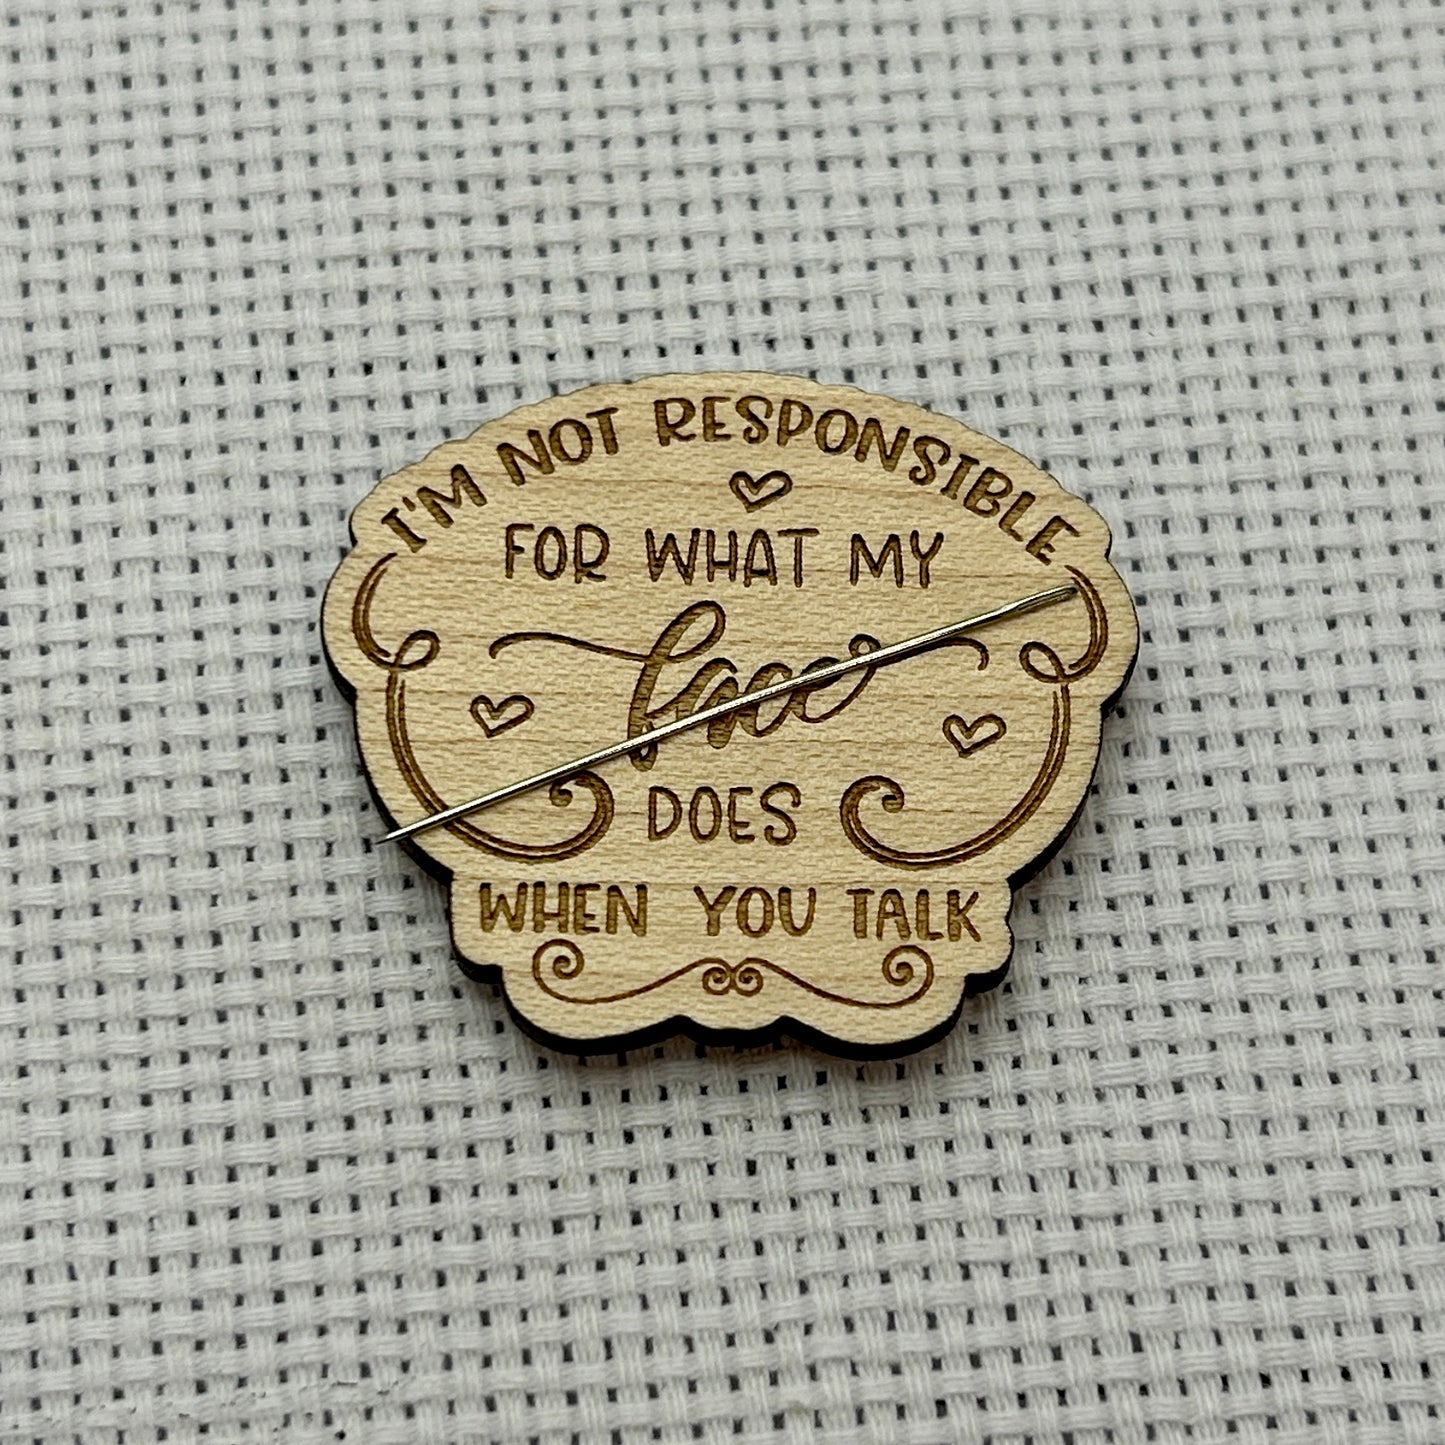 I'M NOT RESPONSIBLE
FOR WHAT MY
face
DOES
WHEN YOU TALK